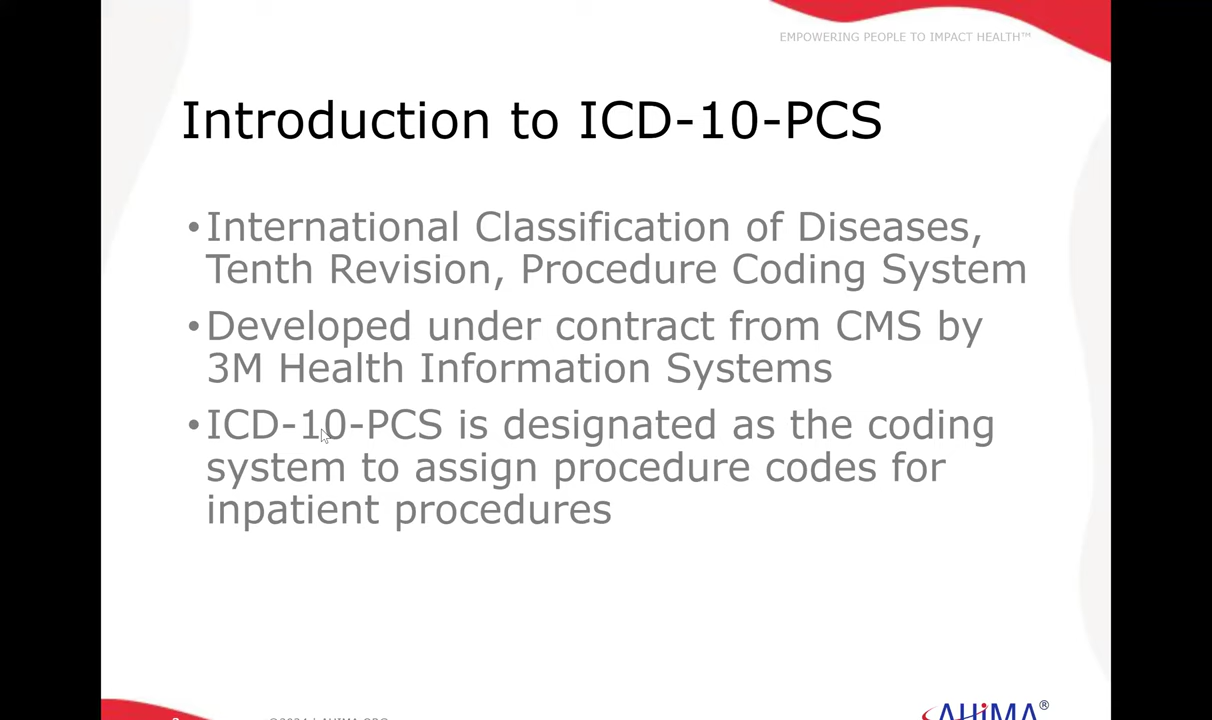 EMPOWERING PEOPLE TO IMPACT HEALTH™
Introduction to ICD-10-PCS
•International Classification of Diseases,
Tenth Revision, Procedure Coding System
•Developed under contract from CMS by
3M Health Information Systems
•ICD-10-PCS is designated as the coding
system to assign procedure codes for
inpatient procedures
AHIMA®